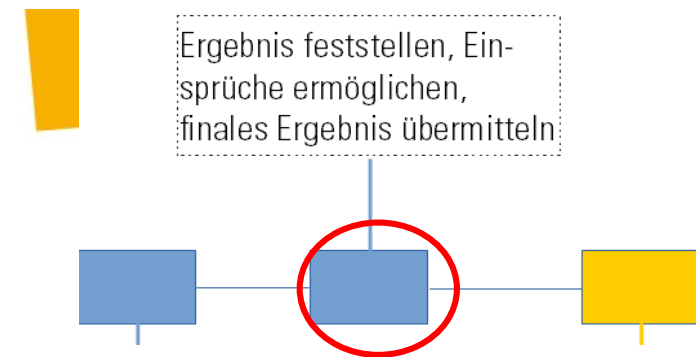 Ergebnis feststellen, Ein-
sprüche ermöglichen,
finales Ergebnis übermitteln